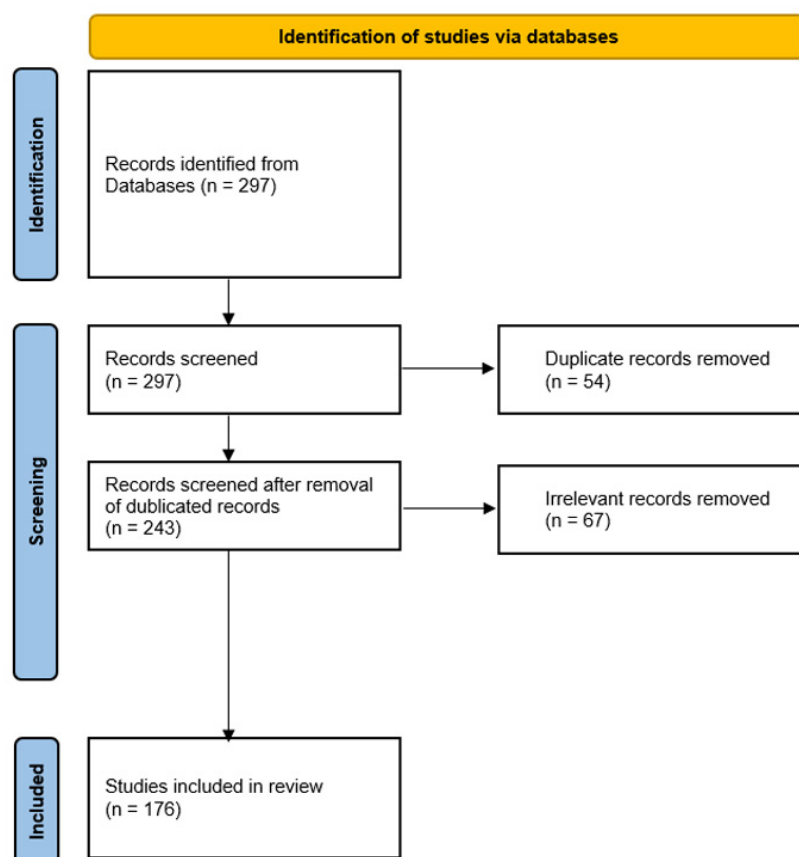 Identification of studies via databases
Identification
Records identified from
Databases (n = 297)
Screening
Records screened
(n = 297)
Duplicate records removed
(n = 54)
Records screened after removal
of dublicated records
(n = 243)
Irrelevant records removed
(n = 67)
Included
Studies included in review
(n = 176)